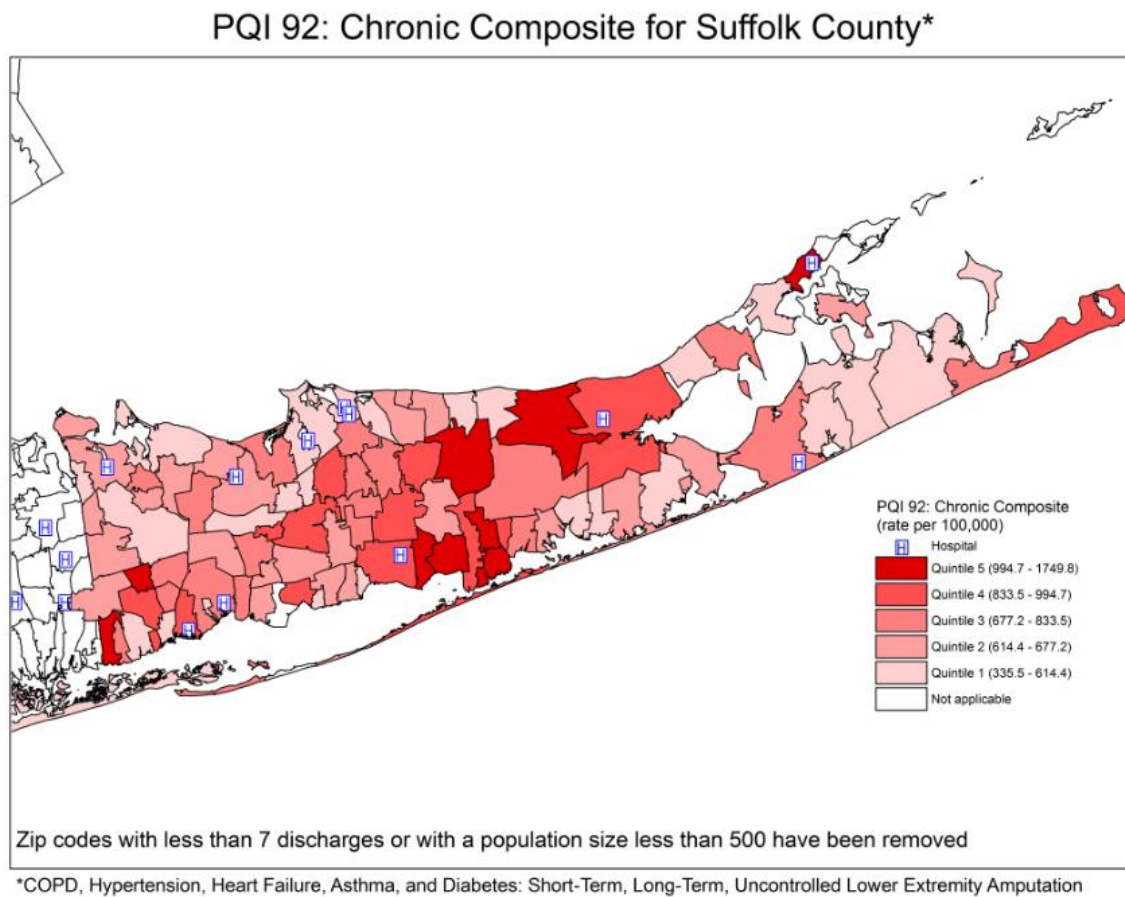 PQI 92: Chronic Composite for Suffolk County*
PQI 92: Chronic Composite
(rate per 100,000)
H Hospital
Quintile 5 (994.7 - 1749.8)
Quintile 4 (833.5 - 994.7)
Quintile 3 (677.2 - 833.5)
Quintile 2 (614.4 - 677.2)
Quintile 1 (335.5 - 614.4)
Not applicable
Zip codes with less than 7 discharges or with a population size less than 500 have been removed
*COPD, Hypertension, Heart Failure, Asthma, and Diabetes: Short-Term, Long-Term, Uncontrolled Lower Extremity Amputation